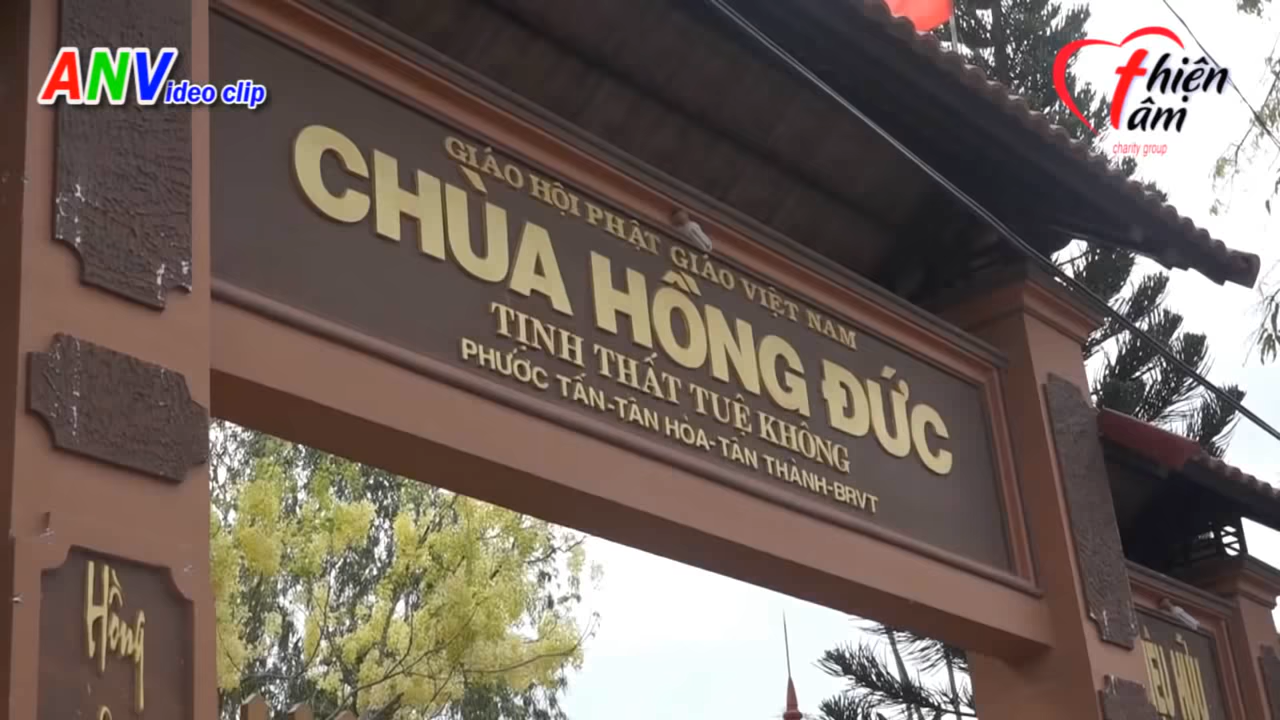 ANVideo clip
thiện
tâm
charity group
GIÁO HỘI PHẬT GIÁO VIỆT NAM
CHÙA HỒNG ĐỨC
TỊNH THẤT TUỆ KHÔNG
PHƯỚC TẤN-TÂN HÒA-TÂN THÀNH-BRVT
Hồng